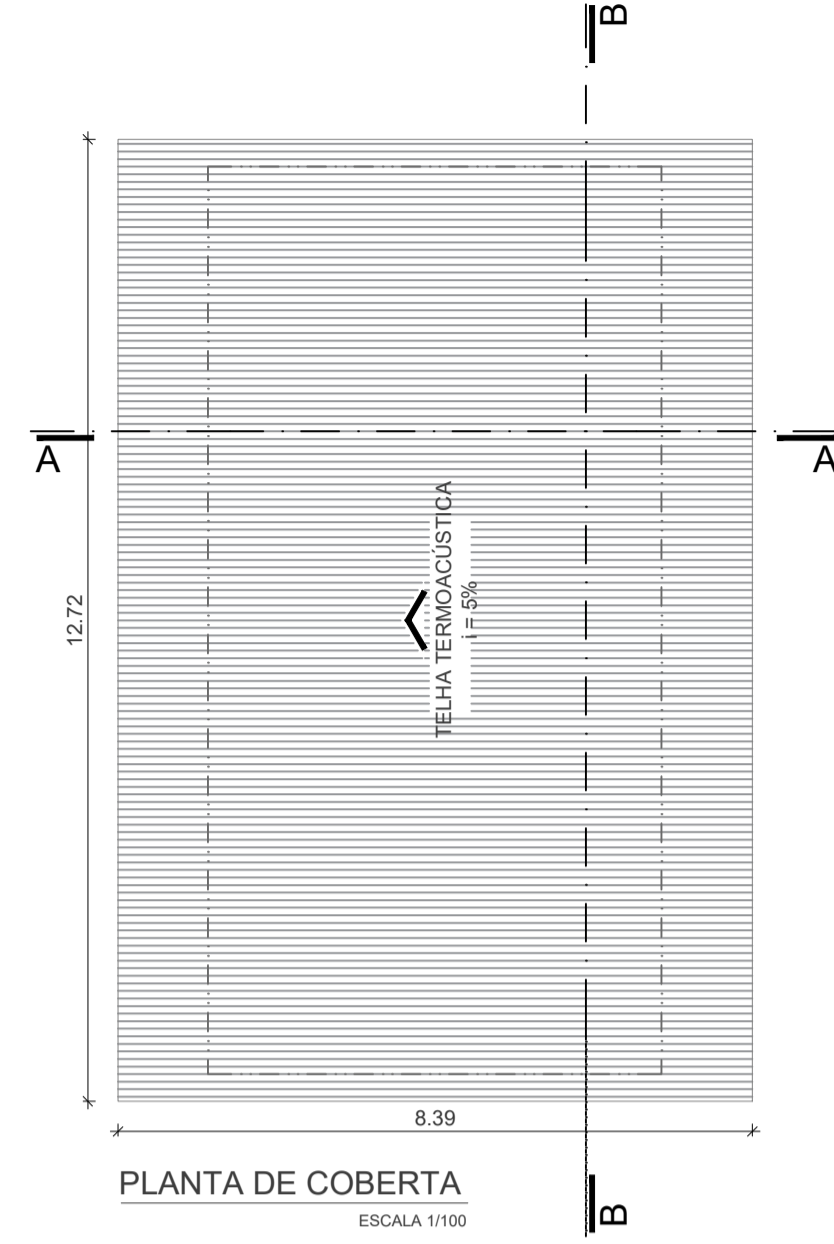 B
A
A
TELHA TERMOACÚSTICA
i = 5%
12.72
8.39
PLANTA DE COBERTA
ESCALA 1/100
B